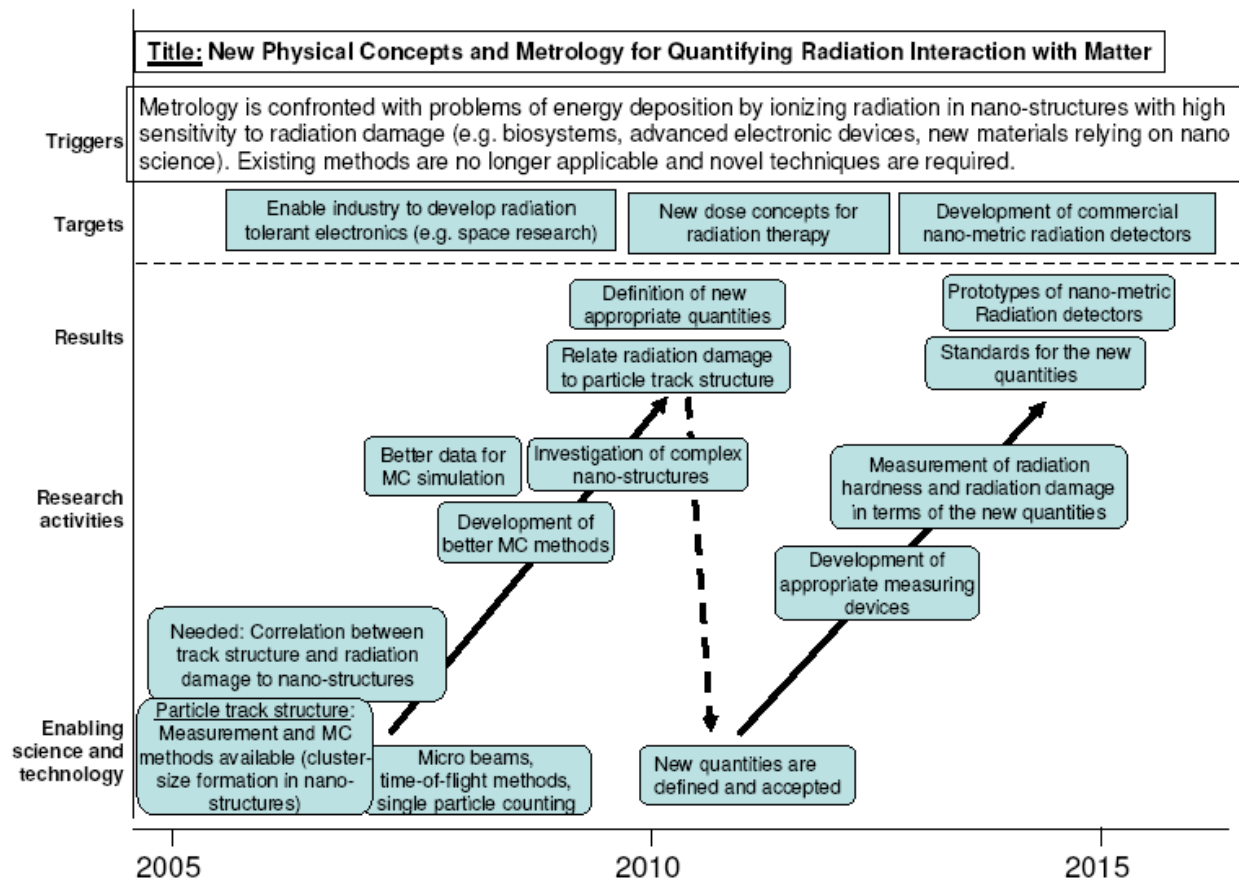 Title: New Physical Concepts and Metrology for Quantifying Radiation Interaction with Matter
Triggers
Metrology is confronted with problems of energy deposition by ionizing radiation in nano-structures with high
sensitivity to radiation damage (e.g. biosystems, advanced electronic devices, new materials relying on nano
science). Existing methods are no longer applicable and novel techniques are required.
Targets
Enable industry to develop radiation
tolerant electronics (e.g. space research)
New dose concepts for
radiation therapy
Development of commercial
nano-metric radiation detectors
Results
Definition of new
appropriate quantities
Prototypes of nano-metric
Radiation detectors
Relate radiation damage
to particle track structure
Standards for the new
quantities
Research
activities
Better data for
MC simulation
Investigation of complex
nano-structures
Measurement of radiation
hardness and radiation damage
in terms of the new quantities
Development of
better MC methods
Development of
appropriate measuring
devices
Needed: Correlation between
track structure and radiation
damage to nano-structures
Enabling
science and
technology
Particle track structure:
Measurement and MC
methods available (cluster-
size formation in nano-
structures)
Micro beams,
time-of-flight methods,
single particle counting
New quantities are
defined and accepted
2005
2010
2015